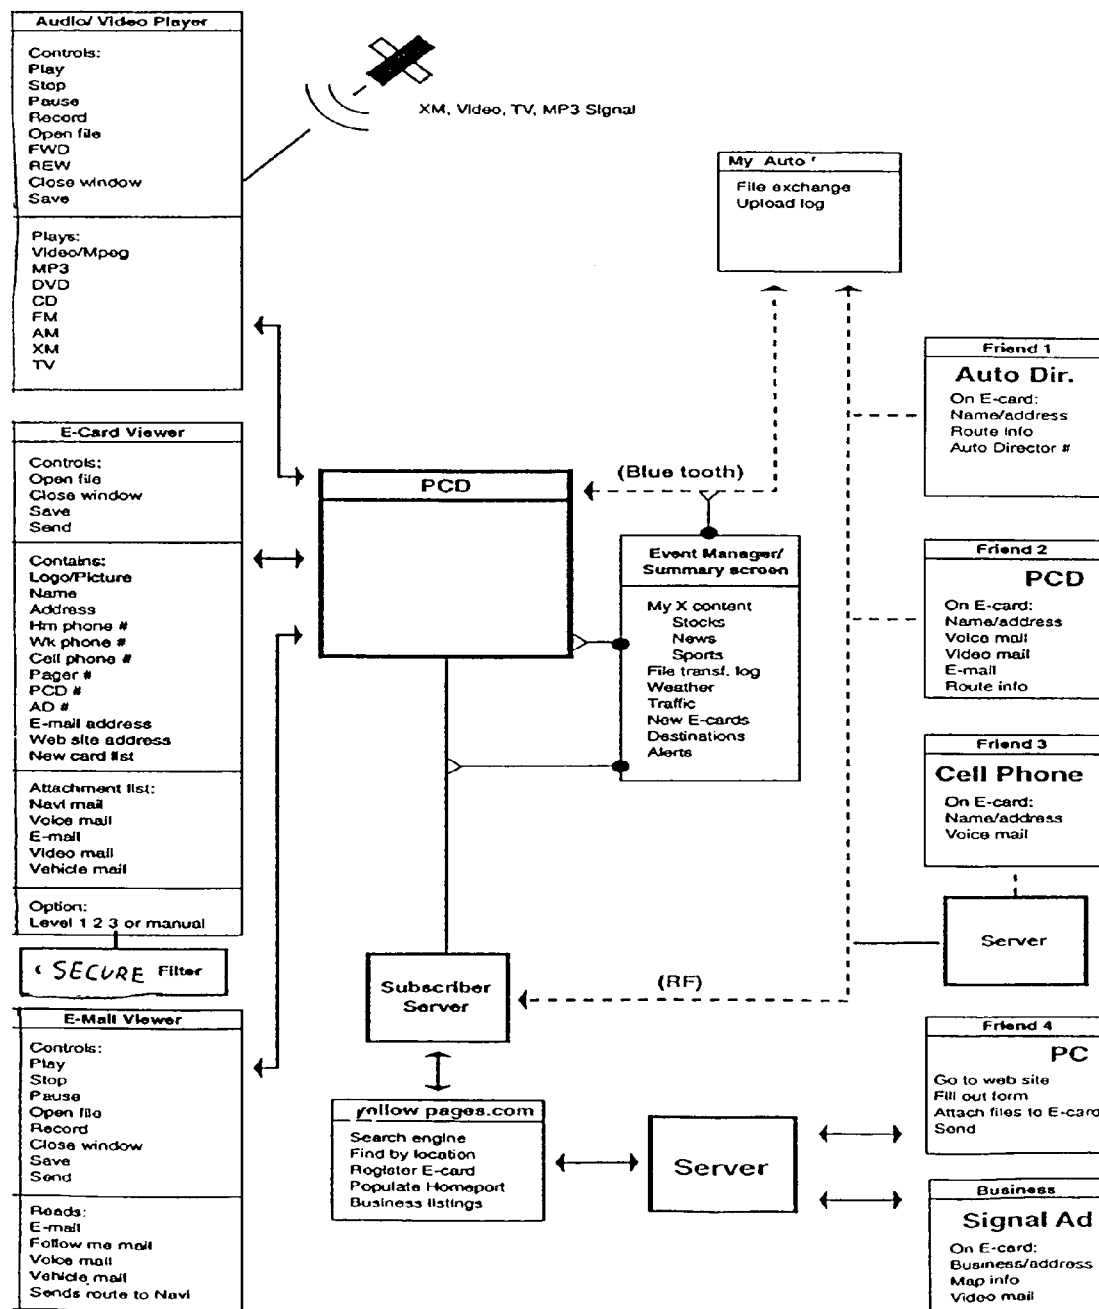 Audio/ Video Player
Controls:
Play
Stop
Pause
Record
Open file
FWD
REW
Close window
Save
Plays:
Video/Mpeg
MP3
DVD
CD
FM
AM
XM
TV
XM, Video, TV, MP3 Signal
My Auto '
File exchange
Upload log
Friend 1
Auto Dir.
On E-card:
Name/address
Route info
Auto Director #
E-Card Viewer
Controls:
Open file
Close window
Save
Send
Contains:
Logo/Picture
Name
Address
Hm phone #
Wk phone #
Cell phone #
Pager #
PCD #
AD #
E-mail address
Web site address
New card list
Attachment list:
Navi mail
Voice mail
E-mail
Video mail
Vehicle mail
Option:
Level 1 2 3 or manual
SECURE Filter
PCD
(Blue tooth)
Event Manager/
Summary screen
My X content
Stocks
News
Sports
File transf. log
Weather
Traffic
New E-cards
Destinations
Alerts
Friend 2
PCD
On E-card:
Name/address
Voice mail
Video mail
E-mail
Route info
Friend 3
Cell Phone
On E-card:
Name/address
Voice mail
Server
Subscriber
Server
(RF)
E-Mail Viewer
Controls:
Play
Stop
Pause
Open file
Record
Close window
Save
Send
Reads:
E-mail
Follow me mail
Voice mail
Vehicle mail
Sends route to Navi
yellow pages.com
Search engine
Find by location
Register E-card
Populate Homeport
Business listings
Server
Friend 4
PC
Go to web site
Fill out form
Attach files to E-card
Send
Business
Signal Ad
On E-card:
Business/address
Map info
Video mail